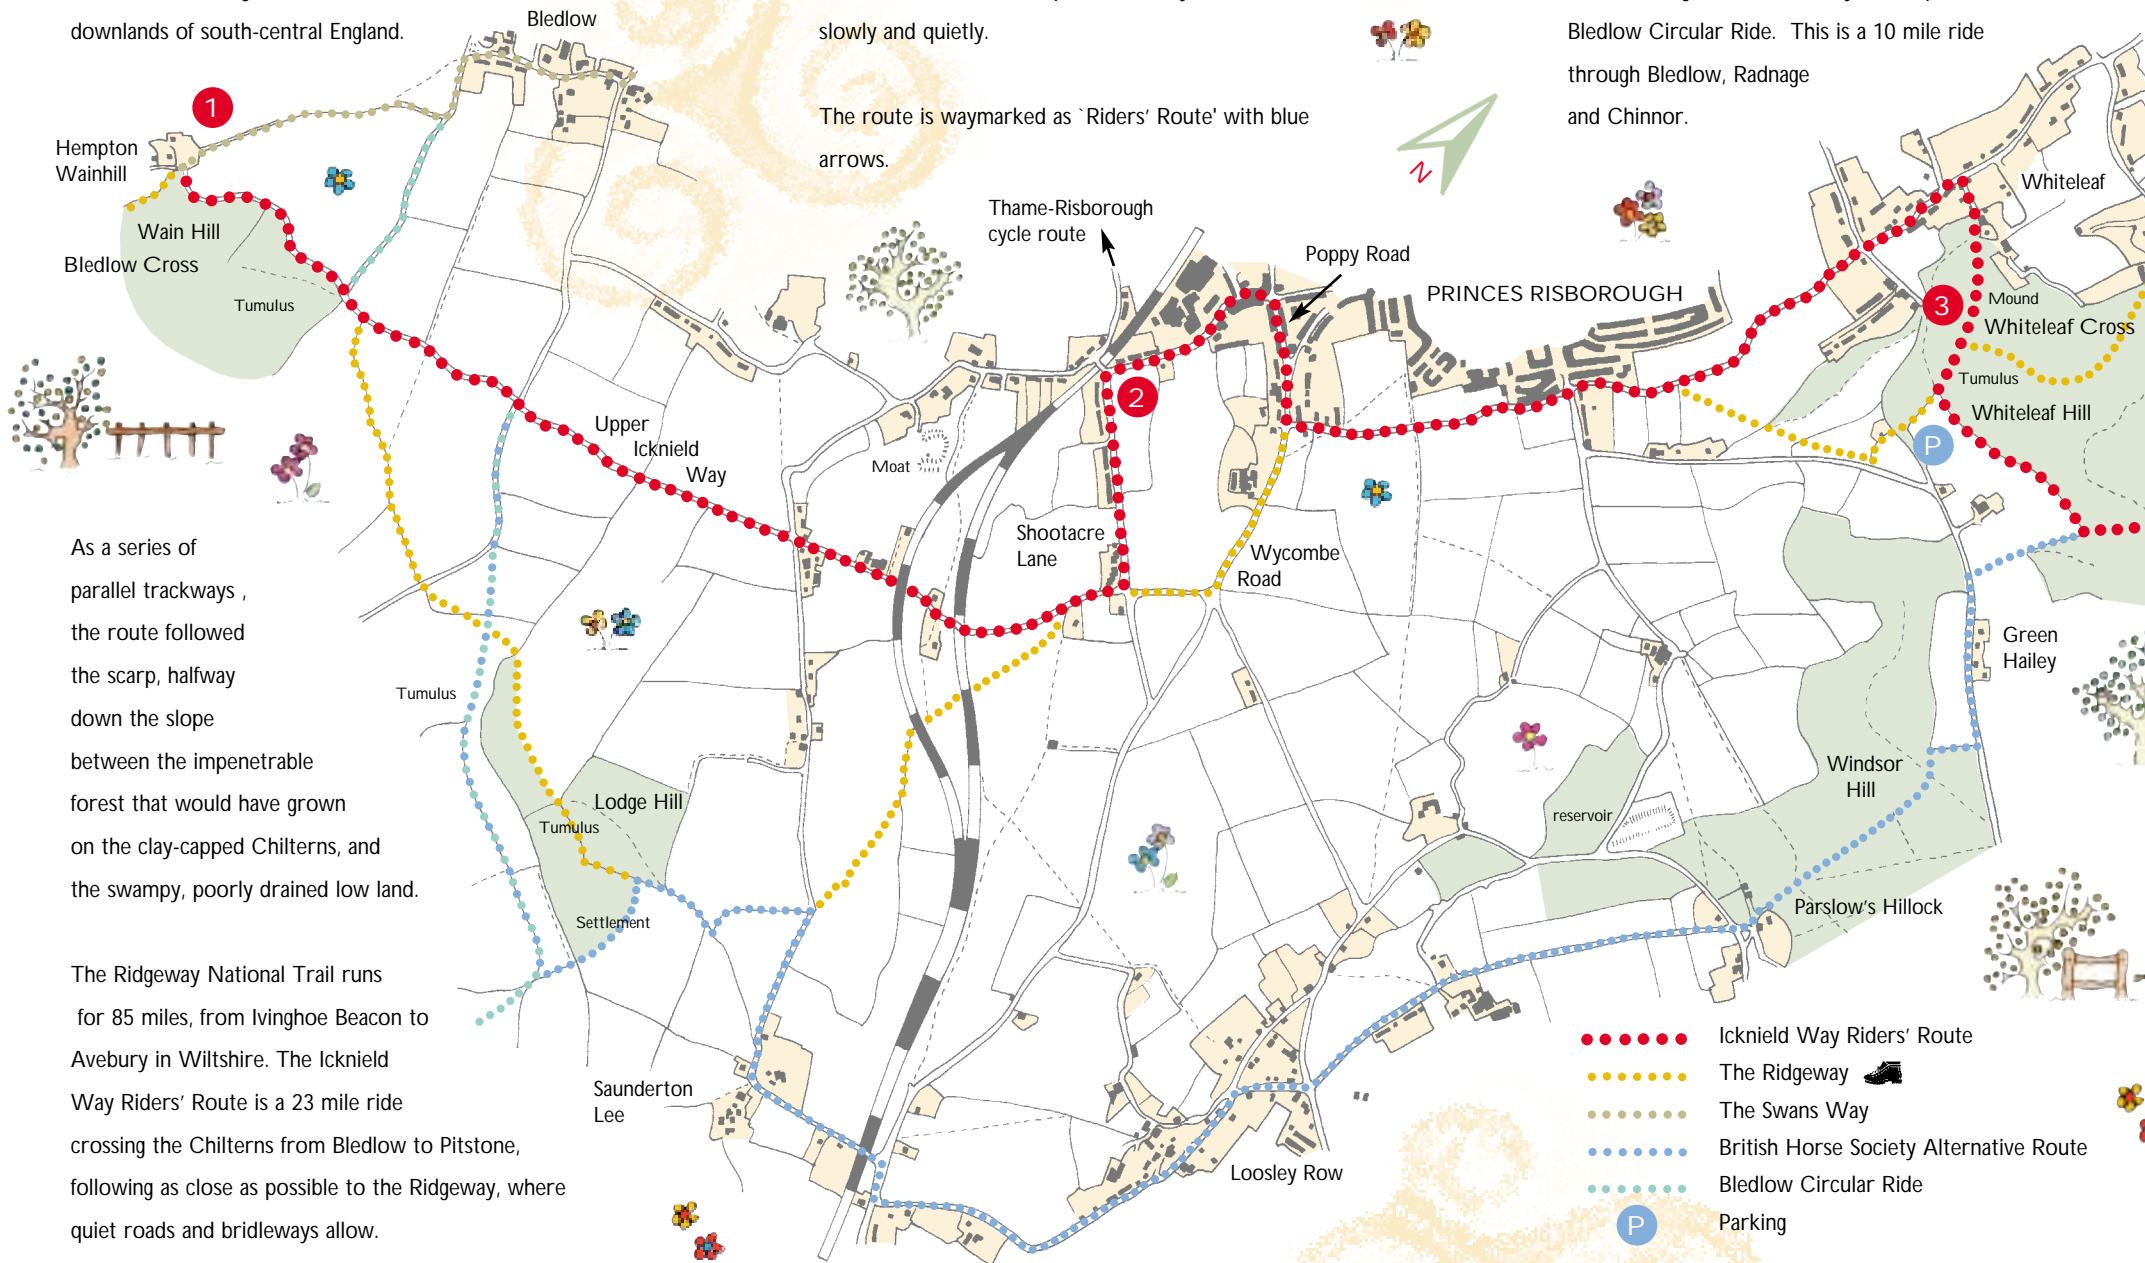 downlands of south-central England.
slowly and quietly.
The route is waymarked as `Riders' Route' with blue
arrows.
Bledlow Circular Ride. This is a 10 mile ride
through Bledlow, Radnage
and Chinnor.
Bledlow
1
Hempton
Wainhill
Wain Hill
Bledlow Cross
Tumulus
N
Thame-Risborough
cycle route
Poppy Road
PRINCES RISBOROUGH
Whiteleaf
3
Mound
Whiteleaf Cross
Tumulus
Whiteleaf Hill
P
2
Upper
Icknield
Way
Moat
Shootacre
Lane
Wycombe
Road
Green
Hailey
Windsor
Hill
reservoir
Parslow's Hillock
Tumulus
Lodge Hill
Tumulus
Settlement
Saunderton
Lee
Loosley Row
As a series of
parallel trackways ,
the route followed
the scarp, halfway
down the slope
between the impenetrable
forest that would have grown
on the clay-capped Chilterns, and
the swampy, poorly drained low land.
The Ridgeway National Trail runs
for 85 miles, from Ivinghoe Beacon to
Avebury in Wiltshire. The Icknield
Way Riders' Route is a 23 mile ride
crossing the Chilterns from Bledlow to Pitstone,
following as close as possible to the Ridgeway, where
quiet roads and bridleways allow.
Icknield Way Riders' Route
The Ridgeway
The Swans Way
British Horse Society Alternative Route
Bledlow Circular Ride
P Parking